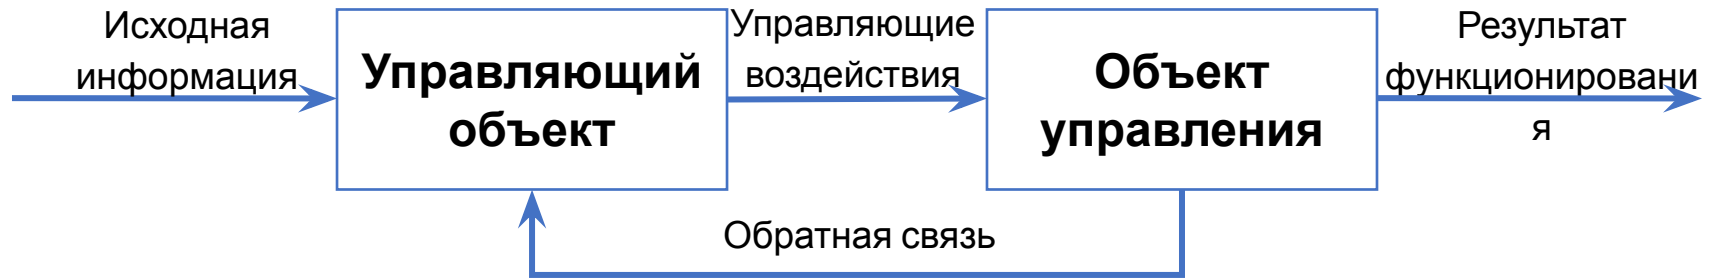 Исходная
информация
Управляющий
объект
Управляющие
воздействия
Объект
управления
Результат
функционировани
я
Обратная связь